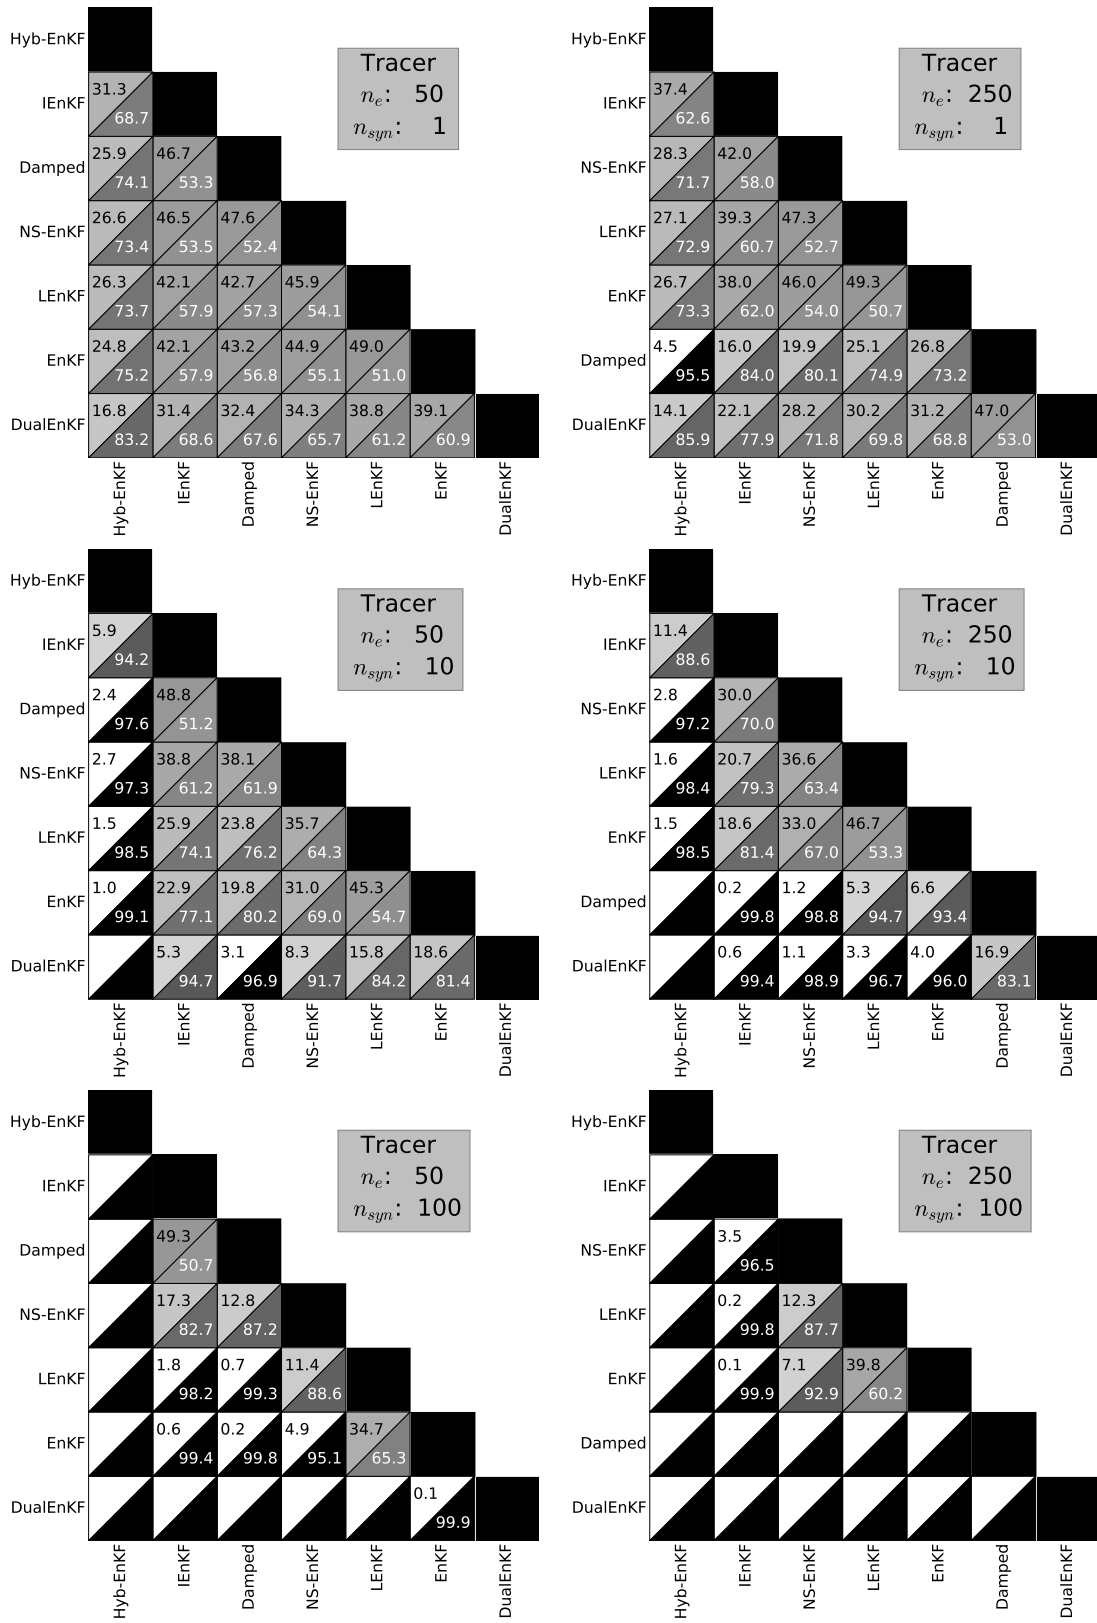 Hyb-EnKF
Tracer
n_e: 50
n_syn: 1
IEnKF 31.3 68.7
Damped 25.9 74.1 46.7 53.3
NS-EnKF 26.6 73.4 46.5 53.5 47.6 52.4
LEnKF 26.3 73.7 42.1 57.9 42.7 57.3 45.9 54.1
EnKF 24.8 75.2 42.1 57.9 43.2 56.8 44.9 55.1 49.0 51.0
DualEnKF 16.8 83.2 31.4 68.6 32.4 67.6 34.3 65.7 38.8 61.2 39.1 60.9
Hyb-EnKF IEnKF Damped NS-EnKF LEnKF EnKF DualEnKF
Hyb-EnKF
Tracer
n_e: 250
n_syn: 1
IEnKF 37.4 62.6
NS-EnKF 28.3 71.7 42.0 58.0
LEnKF 27.1 72.9 39.3 60.7 47.3 52.7
EnKF 26.7 73.3 38.0 62.0 46.0 54.0 49.3 50.7
Damped 4.5 95.5 16.0 84.0 19.9 80.1 25.1 74.9 26.8 73.2
DualEnKF 14.1 85.9 22.1 77.9 28.2 71.8 30.2 69.8 31.2 68.8 47.0 53.0
Hyb-EnKF IEnKF NS-EnKF LEnKF EnKF Damped DualEnKF
Hyb-EnKF
Tracer
n_e: 50
n_syn: 10
IEnKF 5.9 94.2
Damped 2.4 97.6 48.8 51.2
NS-EnKF 2.7 97.3 38.8 61.2 38.1 61.9
LEnKF 1.5 98.5 25.9 74.1 23.8 76.2 35.7 64.3
EnKF 1.0 99.1 22.9 77.1 19.8 80.2 31.0 69.0 45.3 54.7
DualEnKF 5.3 94.7 3.1 96.9 8.3 91.7 15.8 84.2 18.6 81.4
Hyb-EnKF IEnKF Damped NS-EnKF LEnKF EnKF DualEnKF
Hyb-EnKF
Tracer
n_e: 250
n_syn: 10
IEnKF 11.4 88.6
NS-EnKF 2.8 97.2 30.0 70.0
LEnKF 1.6 98.4 20.7 79.3 36.6 63.4
EnKF 1.5 98.5 18.6 81.4 33.0 67.0 46.7 53.3
Damped 0.2 99.8 1.2 98.8 5.3 94.7 6.6 93.4
DualEnKF 0.6 99.4 1.1 98.9 3.3 96.7 4.0 96.0 16.9 83.1
Hyb-EnKF IEnKF NS-EnKF LEnKF EnKF Damped DualEnKF
Hyb-EnKF
Tracer
n_e: 50
n_syn: 100
IEnKF
Damped 49.3 50.7
NS-EnKF 17.3 82.7 12.8 87.2
LEnKF 1.8 98.2 0.7 99.3 11.4 88.6
EnKF 0.6 99.4 0.2 99.8 4.9 95.1 34.7 65.3
DualEnKF 0.1 99.9
Hyb-EnKF IEnKF Damped NS-EnKF LEnKF EnKF DualEnKF
Hyb-EnKF
Tracer
n_e: 250
n_syn: 100
IEnKF
NS-EnKF 3.5 96.5
LEnKF 0.2 99.8 12.3 87.7
EnKF 0.1 99.9 7.1 92.9 39.8 60.2
Damped
DualEnKF
Hyb-EnKF IEnKF NS-EnKF LEnKF EnKF Damped DualEnKF